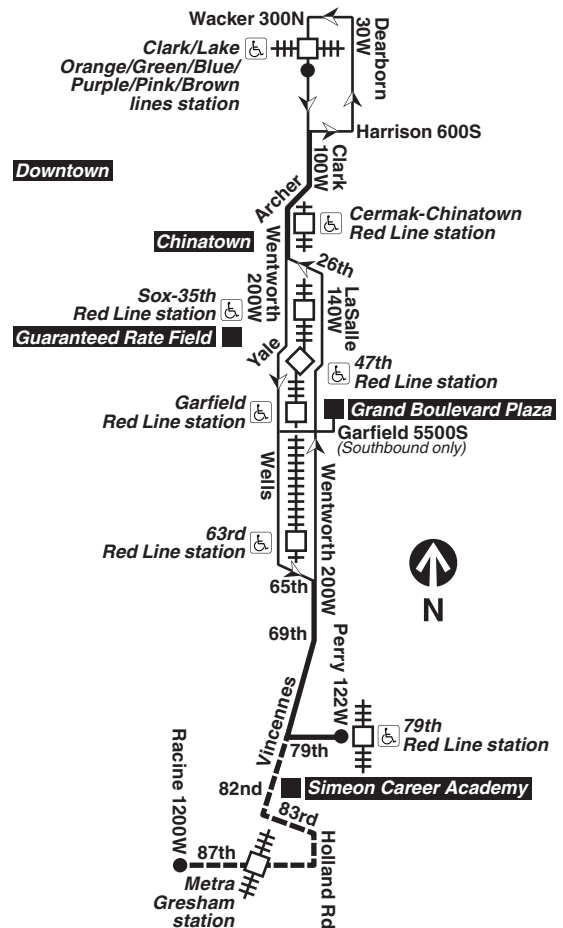 Wacker 300N
Dearborn
30W
Clark/Lake
Orange/Green/Blue/
Purple/Pink/Brown
lines station
Harrison 600S
Clark
100W
Downtown
Archer
Cermak-Chinatown
Red Line station
Chinatown
Wentworth
200W
26th
Sox-35th
Red Line station
LaSalle
140W
Guaranteed Rate Field
Yale
47th
Red Line station
Garfield
Red Line station
Grand Boulevard Plaza
Garfield 5500S
(Southbound only)
Wells
Wentworth 200W
63rd
Red Line station
65th
N
69th
Perry 122W
Vincennes
79th
79th
Red Line station
Racine 1200W
82nd
Simeon Career Academy
83rd
Holland Rd
87th
Metra
Gresham
station